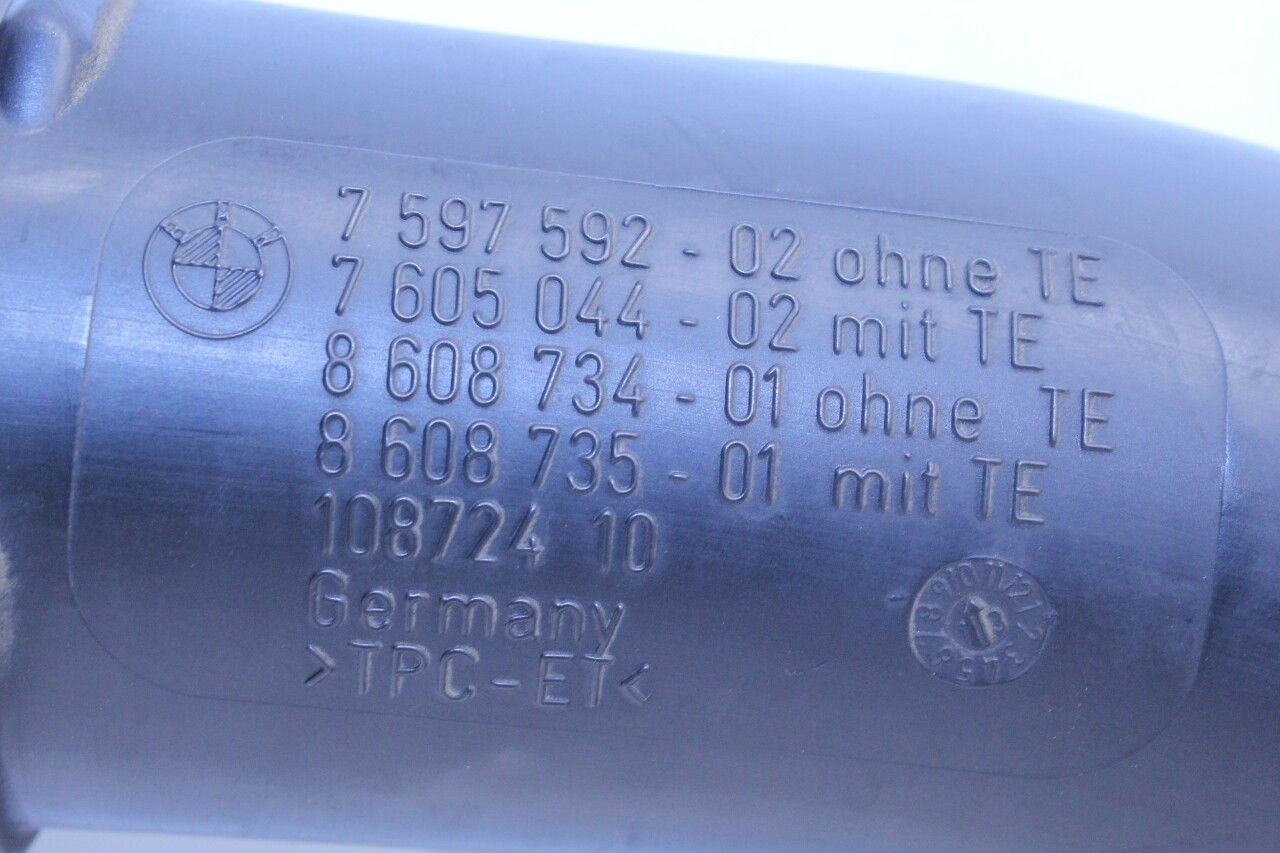 BMW
7 597 592 - 02 ohne TE
7 605 044 - 02 mit TE
8 608 734 - 01 ohne TE
8 608 735 - 01 mit TE
108724 10
Germany
>TPC-ET<